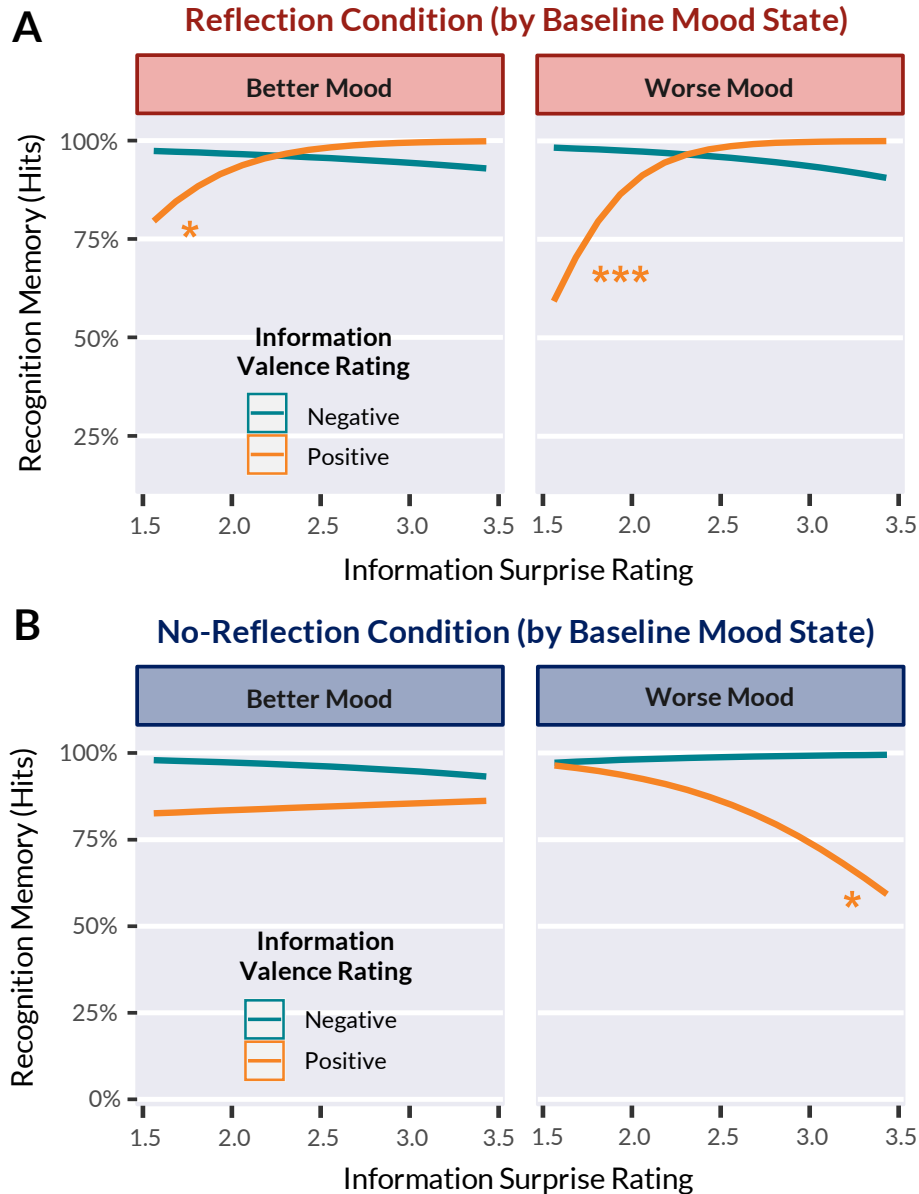 A
Reflection Condition (by Baseline Mood State)
Better Mood
Worse Mood
Recognition Memory (Hits)
100%
75%
50%
25%
*
***
Information
Valence Rating
Negative
Positive
1.5 2.0 2.5 3.0 3.5
1.5 2.0 2.5 3.0 3.5
Information Surprise Rating
B
No-Reflection Condition (by Baseline Mood State)
Better Mood
Worse Mood
Recognition Memory (Hits)
100%
75%
50%
25%
0%
*
Information
Valence Rating
Negative
Positive
1.5 2.0 2.5 3.0 3.5
1.5 2.0 2.5 3.0 3.5
Information Surprise Rating